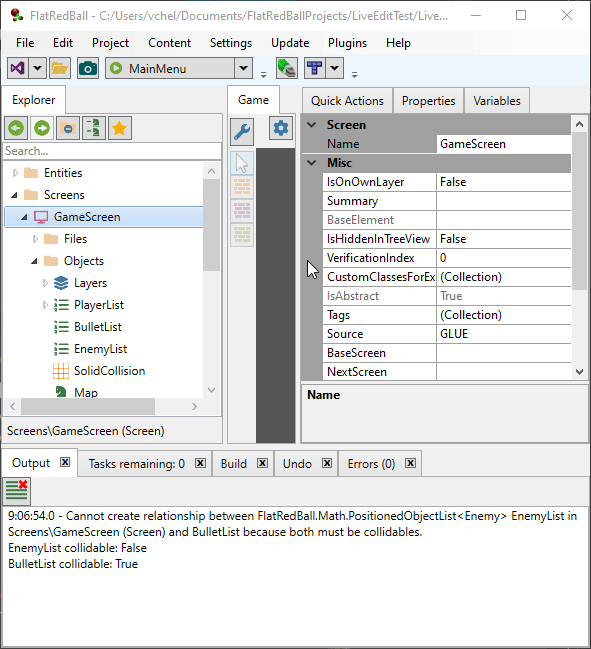 FlatRedBall - C:/Users/vchel/Documents/FlatRedBallProjects/LiveEditTest/Live...
File Edit Project Content Settings Update Plugins Help
MainMenu
Explorer
Game
Quick Actions Properties Variables
Search...
Entities
Screens
GameScreen
Files
Objects
Layers
PlayerList
BulletList
EnemyList
SolidCollision
Map
Screens\GameScreen (Screen)
Screen
Name GameScreen
Misc
IsOnOwnLayer False
Summary
BaseElement
IsHiddenInTreeView False
VerificationIndex 0
CustomClassesForEx (Collection)
IsAbstract True
Tags (Collection)
Source GLUE
BaseScreen
NextScreen
Name
Output Tasks remaining: 0 Build Undo Errors (0)
9:06:54.0 - Cannot create relationship between FlatRedBall.Math.PositionedObjectList<Enemy> EnemyList in
Screens\GameScreen (Screen) and BulletList because both must be collidables.
EnemyList collidable: False
BulletList collidable: True